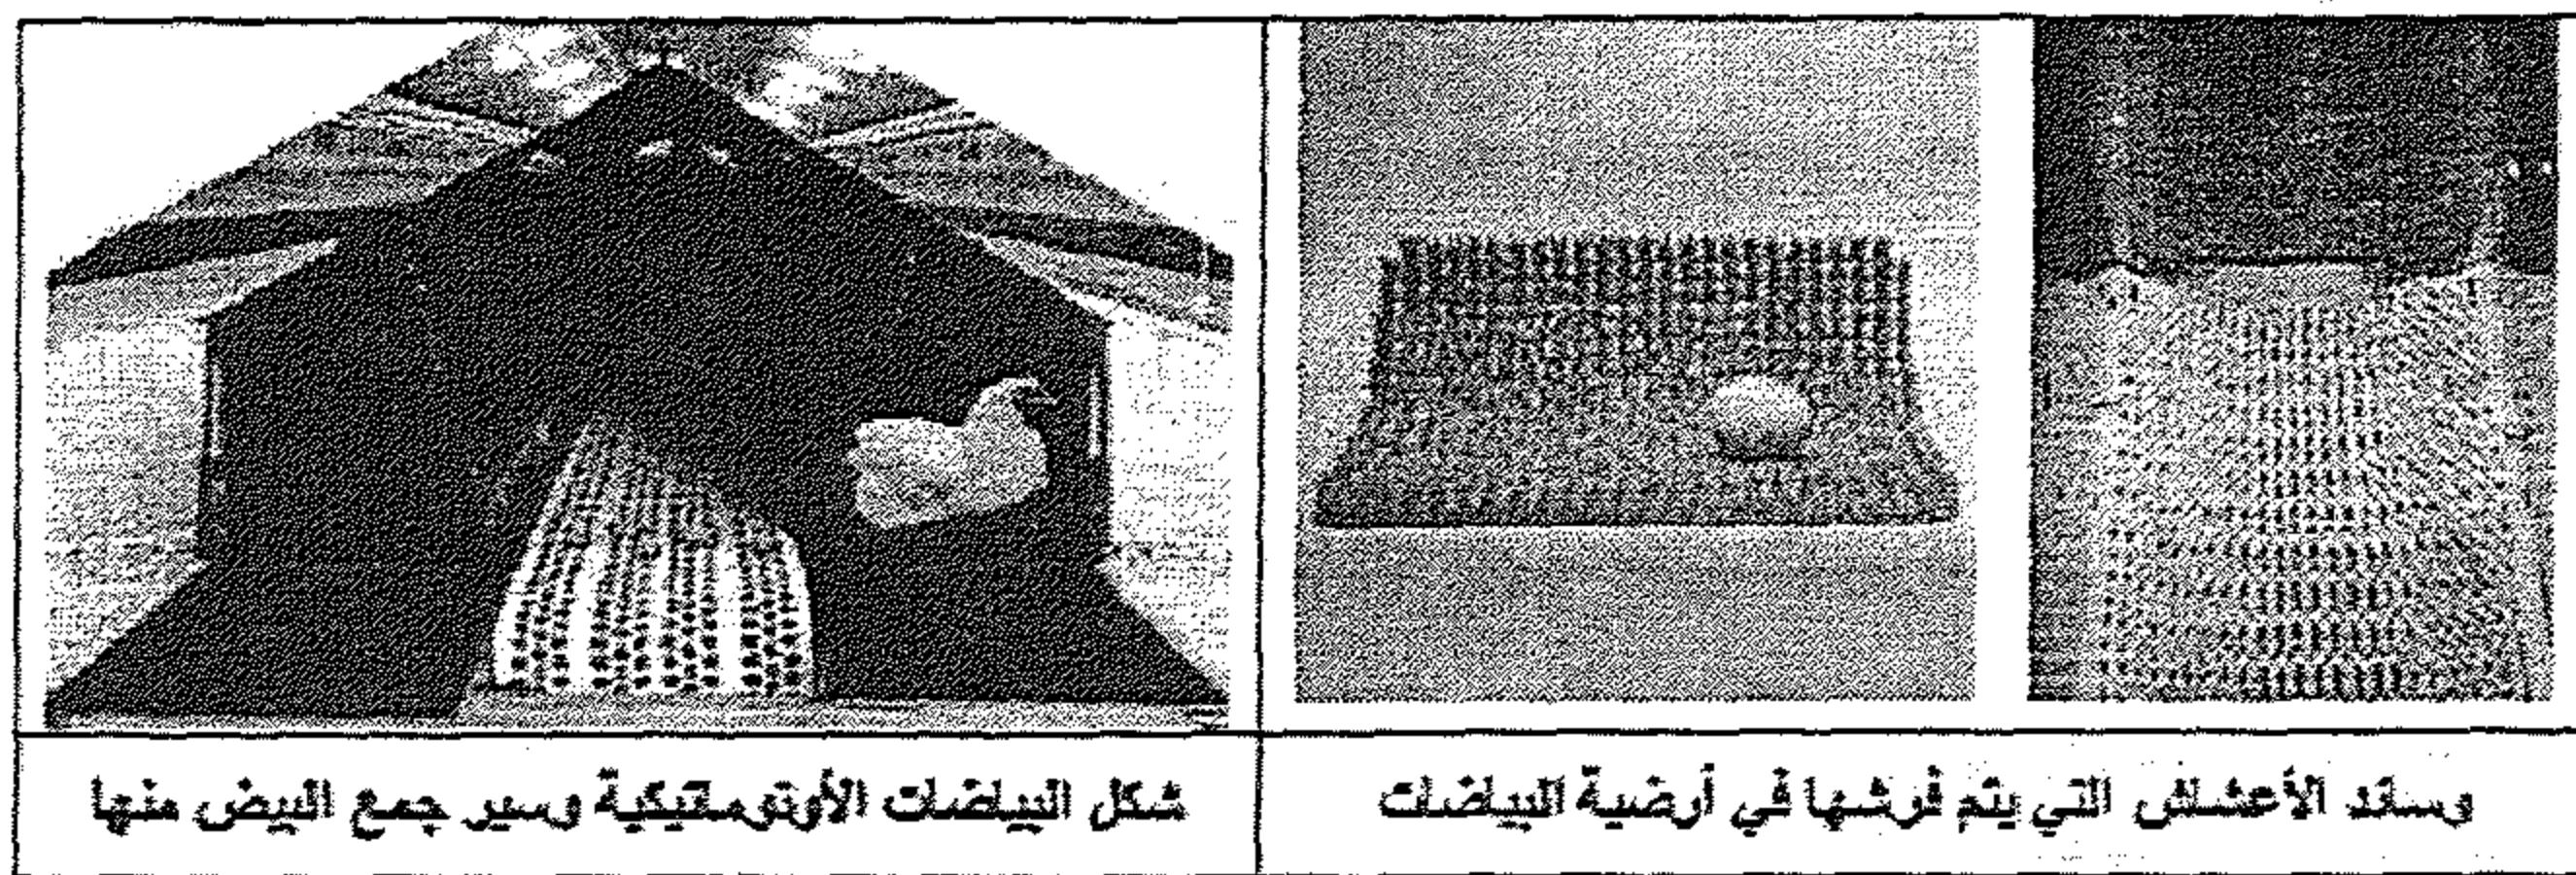 وسائد الأعشاش التي يتم فرشها في أرضية البياضات
شكل البياضات الأوتوماتيكية وسير جمع البيض منها